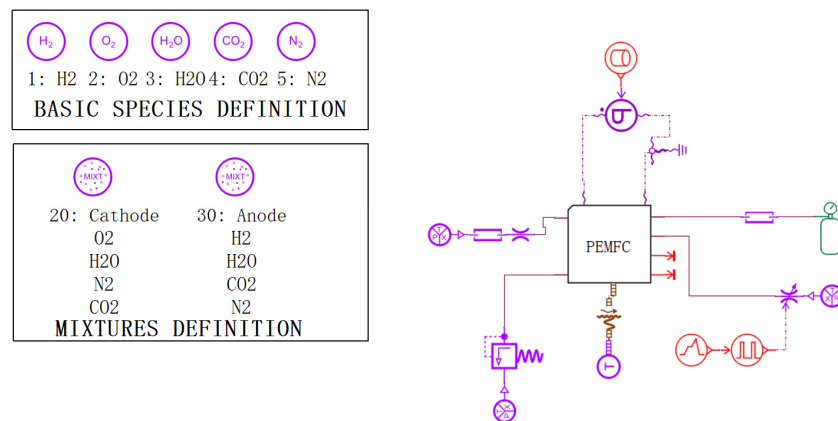 H2 O2 H2O CO2 N2
1: H2 2: O2 3: H2O 4: CO2 5: N2
BASIC SPECIES DEFINITION
MIXT MIXT
20: Cathode 30: Anode
O2 H2
H2O H2O
N2 CO2
CO2 N2
MIXTURES DEFINITION
PEMFC
T